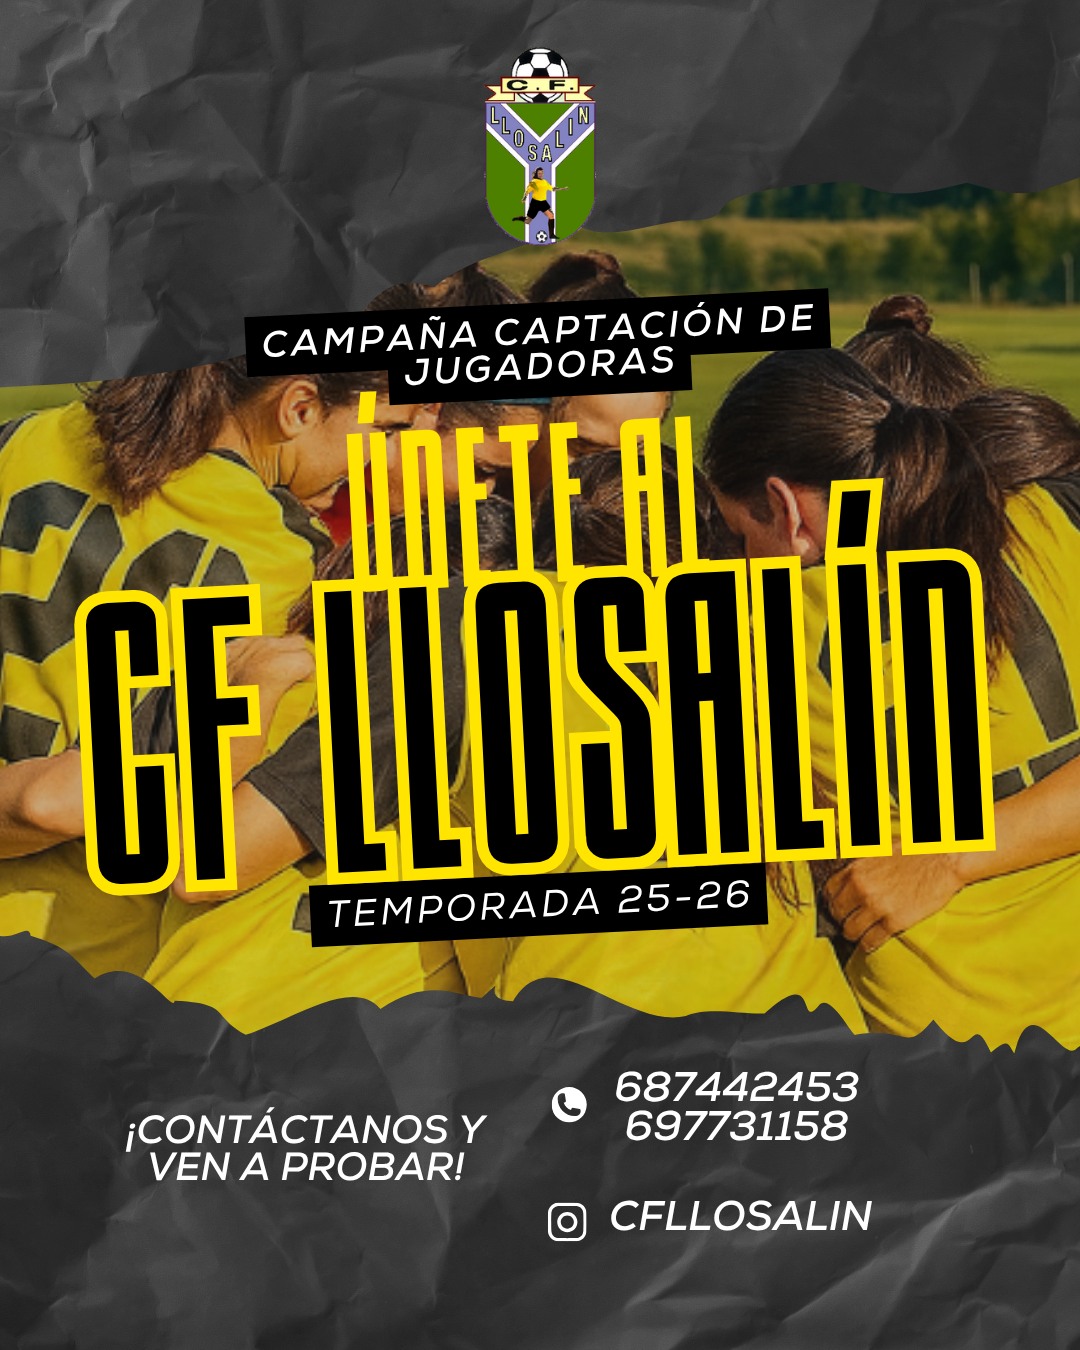 C. F.
LLOSALIN
CAMPAÑA CAPTACIÓN DE
JUGADORAS
ÚNETE AL
CF LLOSALÍN
TEMPORADA 25-26
¡CONTÁCTANOS Y
VEN A PROBAR!
687442453
697731158
CFLLOSALIN